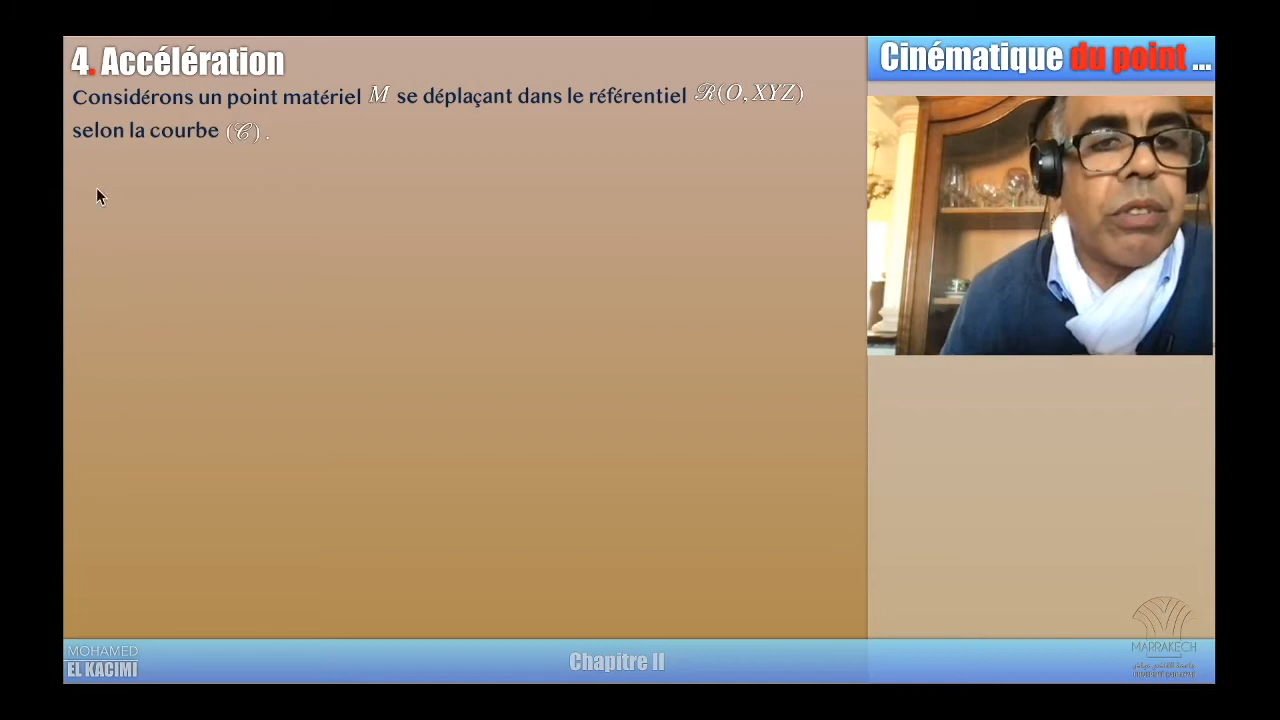 4. Accélération
Considérons un point matériel M se déplaçant dans le référentiel ℛ(O, XYZ)
selon la courbe (𝒞) .
Cinématique du point ...
MOHAMED
EL KACIMI
Chapitre II
MARRAKECH